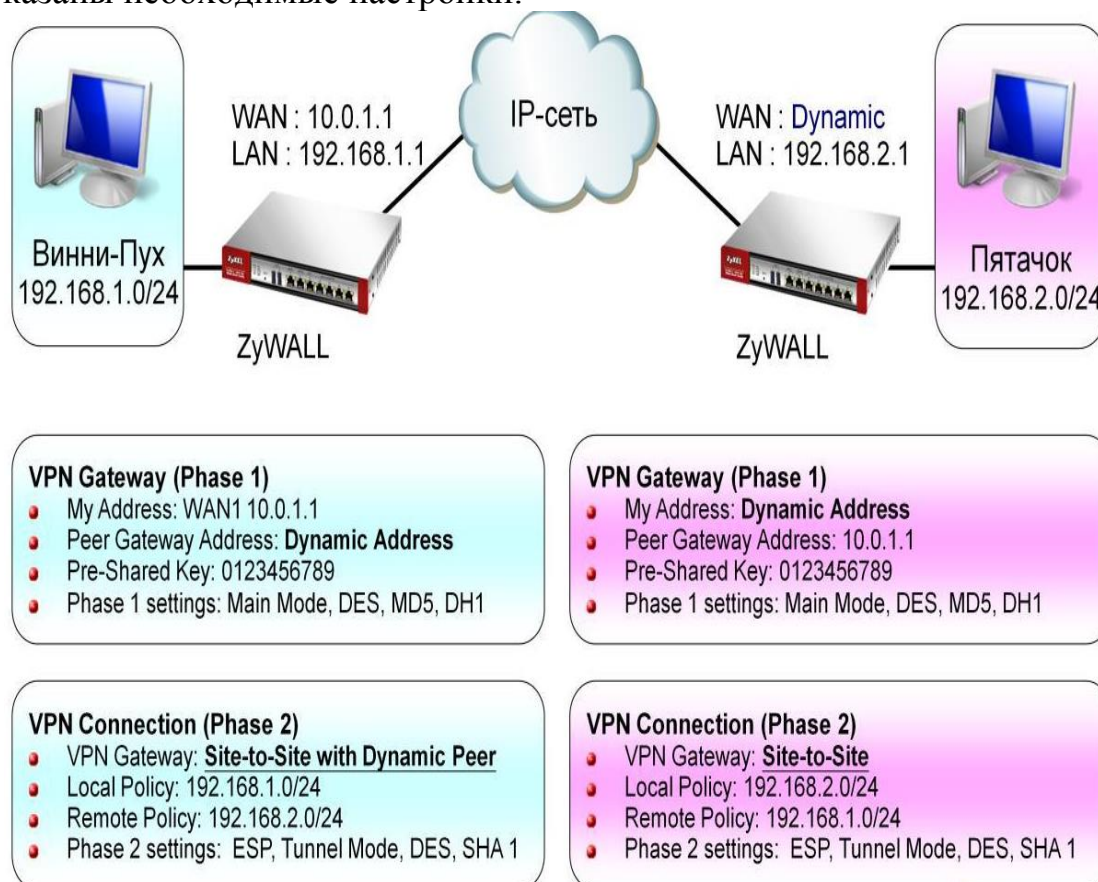 казаны необходимые настройки:
IP-сеть
WAN : 10.0.1.1
LAN : 192.168.1.1
WAN : Dynamic
LAN : 192.168.2.1
Винни-Пух
192.168.1.0/24
ZyXEL
ZyWALL
ZyXEL
ZyWALL
Пятачок
192.168.2.0/24
VPN Gateway (Phase 1)
My Address: WAN1 10.0.1.1
Peer Gateway Address: Dynamic Address
Pre-Shared Key: 0123456789
Phase 1 settings: Main Mode, DES, MD5, DH1
VPN Gateway (Phase 1)
My Address: Dynamic Address
Peer Gateway Address: 10.0.1.1
Pre-Shared Key: 0123456789
Phase 1 settings: Main Mode, DES, MD5, DH1
VPN Connection (Phase 2)
VPN Gateway: Site-to-Site with Dynamic Peer
Local Policy: 192.168.1.0/24
Remote Policy: 192.168.2.0/24
Phase 2 settings: ESP, Tunnel Mode, DES, SHA 1
VPN Connection (Phase 2)
VPN Gateway: Site-to-Site
Local Policy: 192.168.2.0/24
Remote Policy: 192.168.1.0/24
Phase 2 settings: ESP, Tunnel Mode, DES, SHA 1